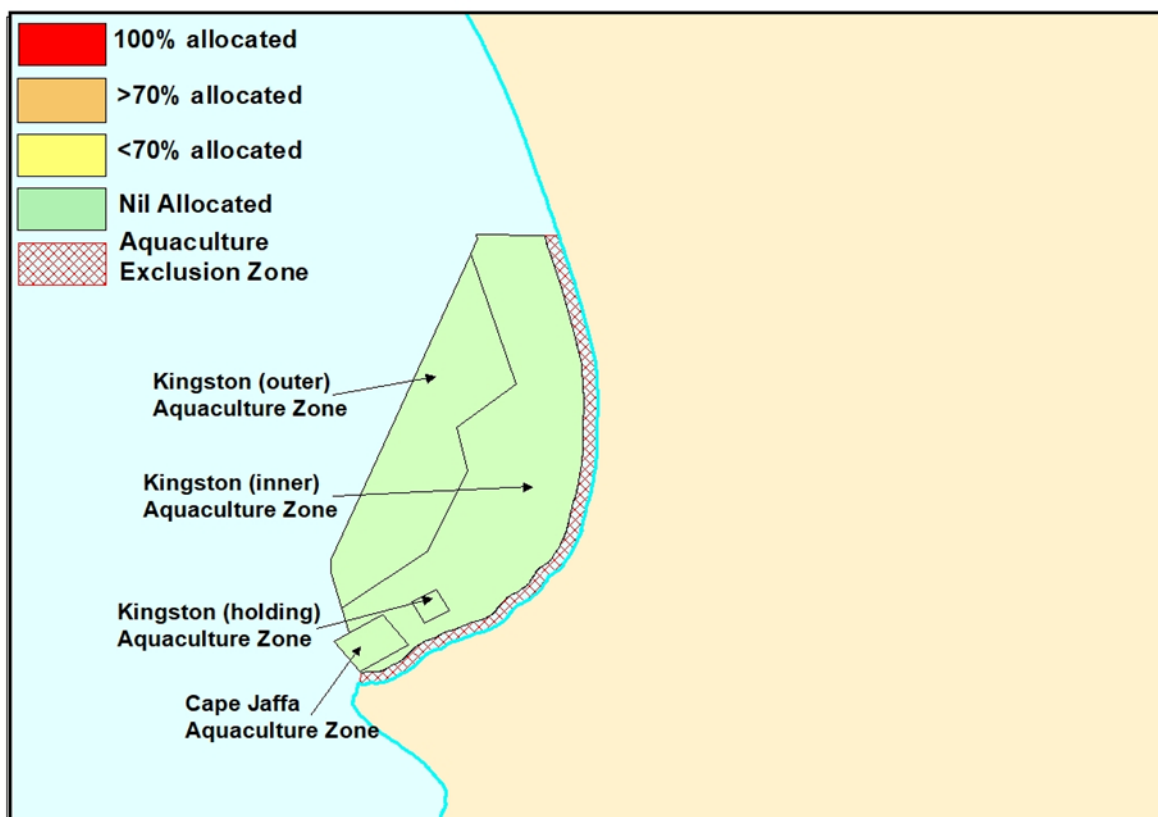 100% allocated
>70% allocated
<70% allocated
Nil Allocated
Aquaculture
Exclusion Zone
Kingston (outer)
Aquaculture Zone
Kingston (inner)
Aquaculture Zone
Kingston (holding)
Aquaculture Zone
Cape Jaffa
Aquaculture Zone